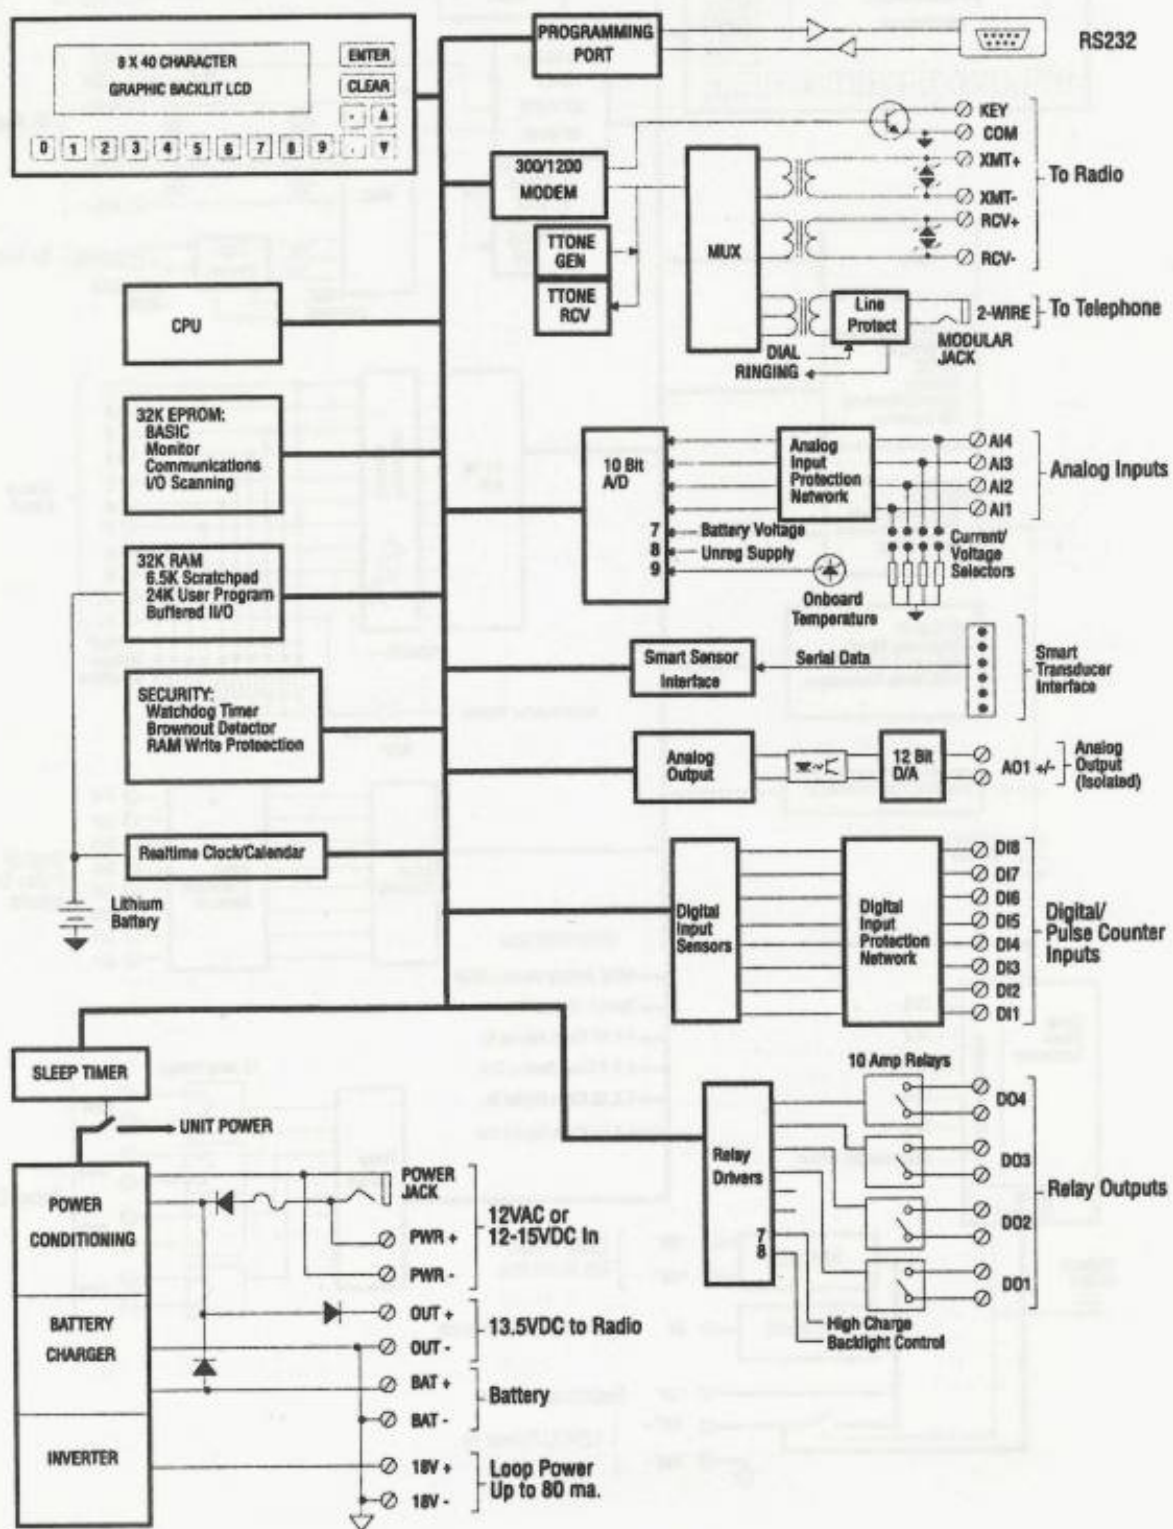 8 X 40 CHARACTER
GRAPHIC BACKLIT LCD
ENTER
CLEAR
0 1 2 3 4 5 6 7 8 9
PROGRAMMING
PORT
RS232
300/1200
MODEM
TTONE
GEN
TTONE
RCV
MUX
KEY
COM
XMT+
XMT-
RCV+
RCV-
To Radio
Line
Protect
2-WIRE
To Telephone
MODULAR
JACK
DIAL
RINGING
CPU
32K EPROM:
BASIC
Monitor
Communications
I/O Scanning
10 Bit
A/D
7
8
9
Analog
Input
Protection
Network
AI4
AI3
AI2
AI1
Analog Inputs
Battery Voltage
Unreg Supply
Onboard
Temperature
Current/
Voltage
Selectors
32K RAM
6.5K Scratchpad
24K User Program
Buffered II/O
Smart Sensor
Interface
Serial Data
Smart
Transducer
Interface
SECURITY:
Watchdog Timer
Brownout Detector
RAM Write Proteection
Analog
Output
12 Bit
D/A
AO1 +/-
Analog
Output
(Isolated)
Realtime Clock/Calendar
Lithium
Battery
Digital
Input
Sensors
Digital
Input
Protection
Network
DI8
DI7
DI6
DI5
DI4
DI3
DI2
DI1
Digital/
Pulse Counter
Inputs
SLEEP TIMER
UNIT POWER
10 Amp Relays
Relay
Drivers
7
8
DO4
DO3
DO2
DO1
Relay Outputs
High Charge
Backlight Control
POWER
CONDITIONING
BATTERY
CHARGER
INVERTER
POWER
JACK
PWR +
PWR -
12VAC or
12-15VDC In
OUT +
OUT -
13.5VDC to Radio
BAT +
BAT -
Battery
18V +
18V -
Loop Power
Up to 80 ma.